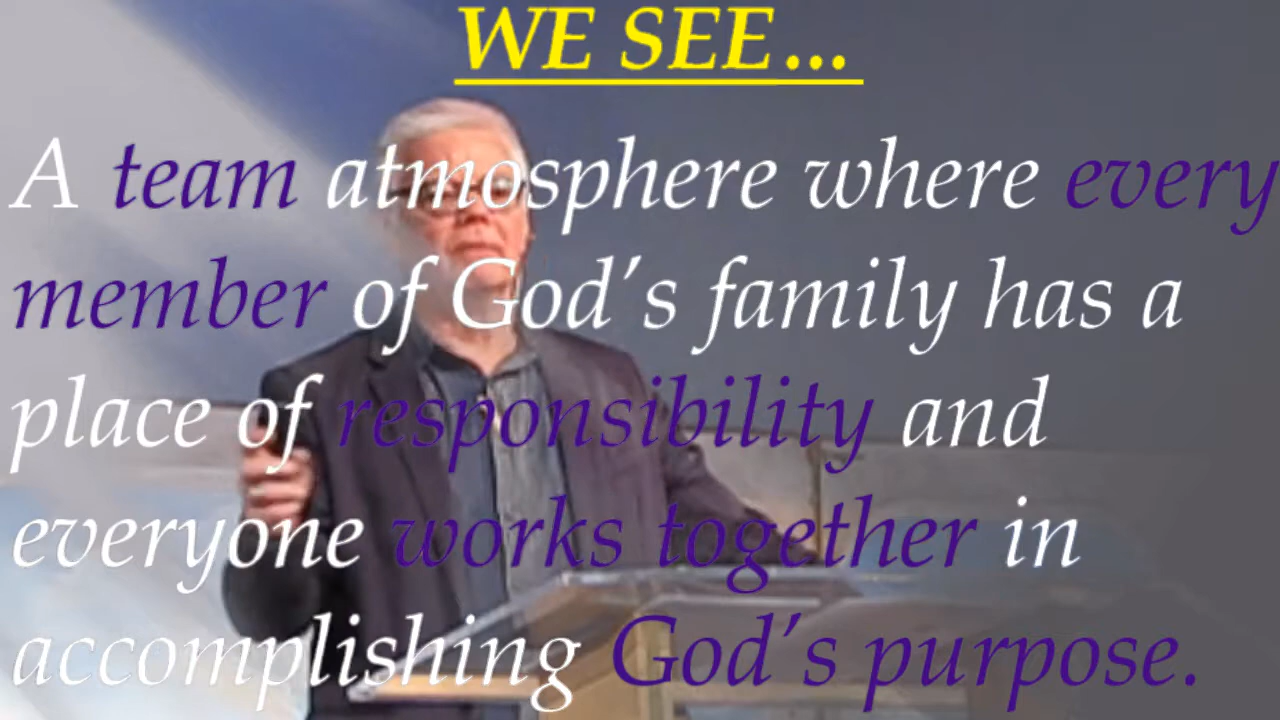 WE SEE...
A team atmosphere where every
member of God's family has a
place of responsibility and
everyone works together in
accomplishing God's purpose.